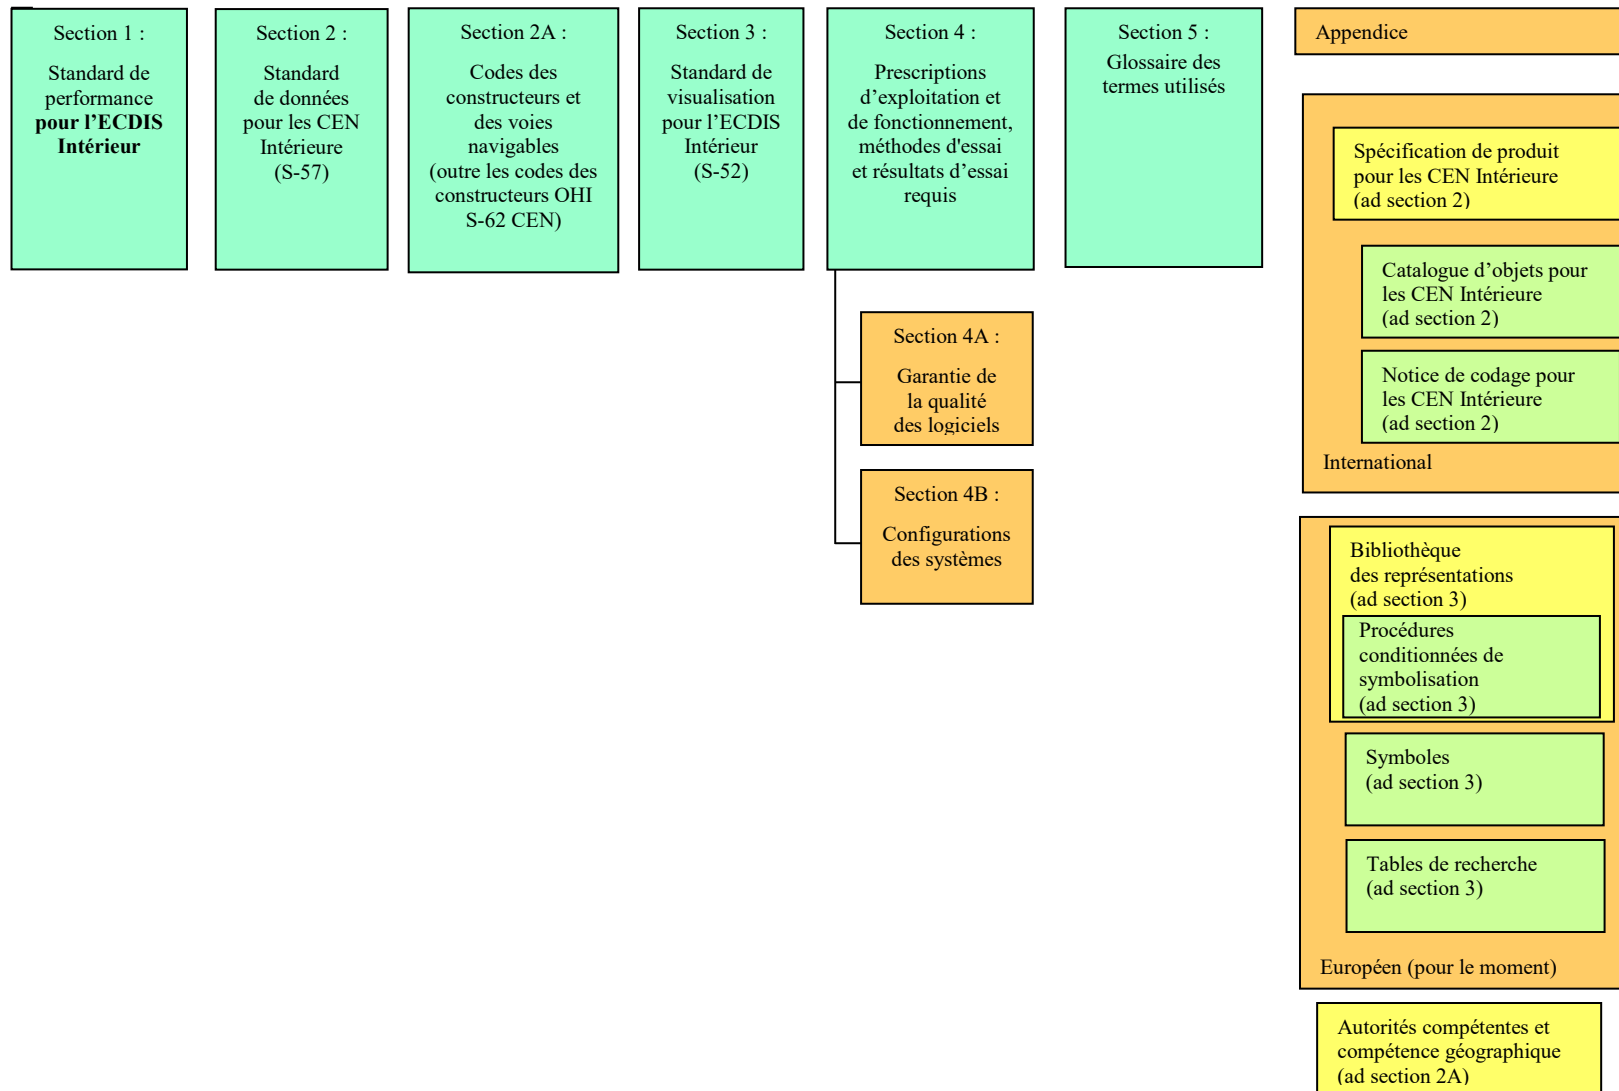 Section 1 :
Standard de
performance
pour l’ECDIS
Intérieur
Section 2 :
Standard
de données
pour les CEN
Intérieure
(S-57)
Section 2A :
Codes des
constructeurs et
des voies
navigables
(outre les codes des
constructeurs OHI
S-62 CEN)
Section 3 :
Standard de
visualisation
pour l’ECDIS
Intérieur
(S-52)
Section 4 :
Prescriptions
d’exploitation et
de fonctionnement,
méthodes d'essai
et résultats d’essai
requis
Section 4A :
Garantie de
la qualité
des logiciels
Section 4B :
Configurations
des systèmes
Section 5 :
Glossaire des
termes utilisés
Appendice
Spécification de produit
pour les CEN Intérieure
(ad section 2)
Catalogue d’objets pour
les CEN Intérieure
(ad section 2)
Notice de codage pour
les CEN Intérieure
(ad section 2)
International
Bibliothèque
des représentations
(ad section 3)
Procédures
conditionnées de
symbolisation
(ad section 3)
Symboles
(ad section 3)
Tables de recherche
(ad section 3)
Européen (pour le moment)
Autorités compétentes et
compétence géographique
(ad section 2A)